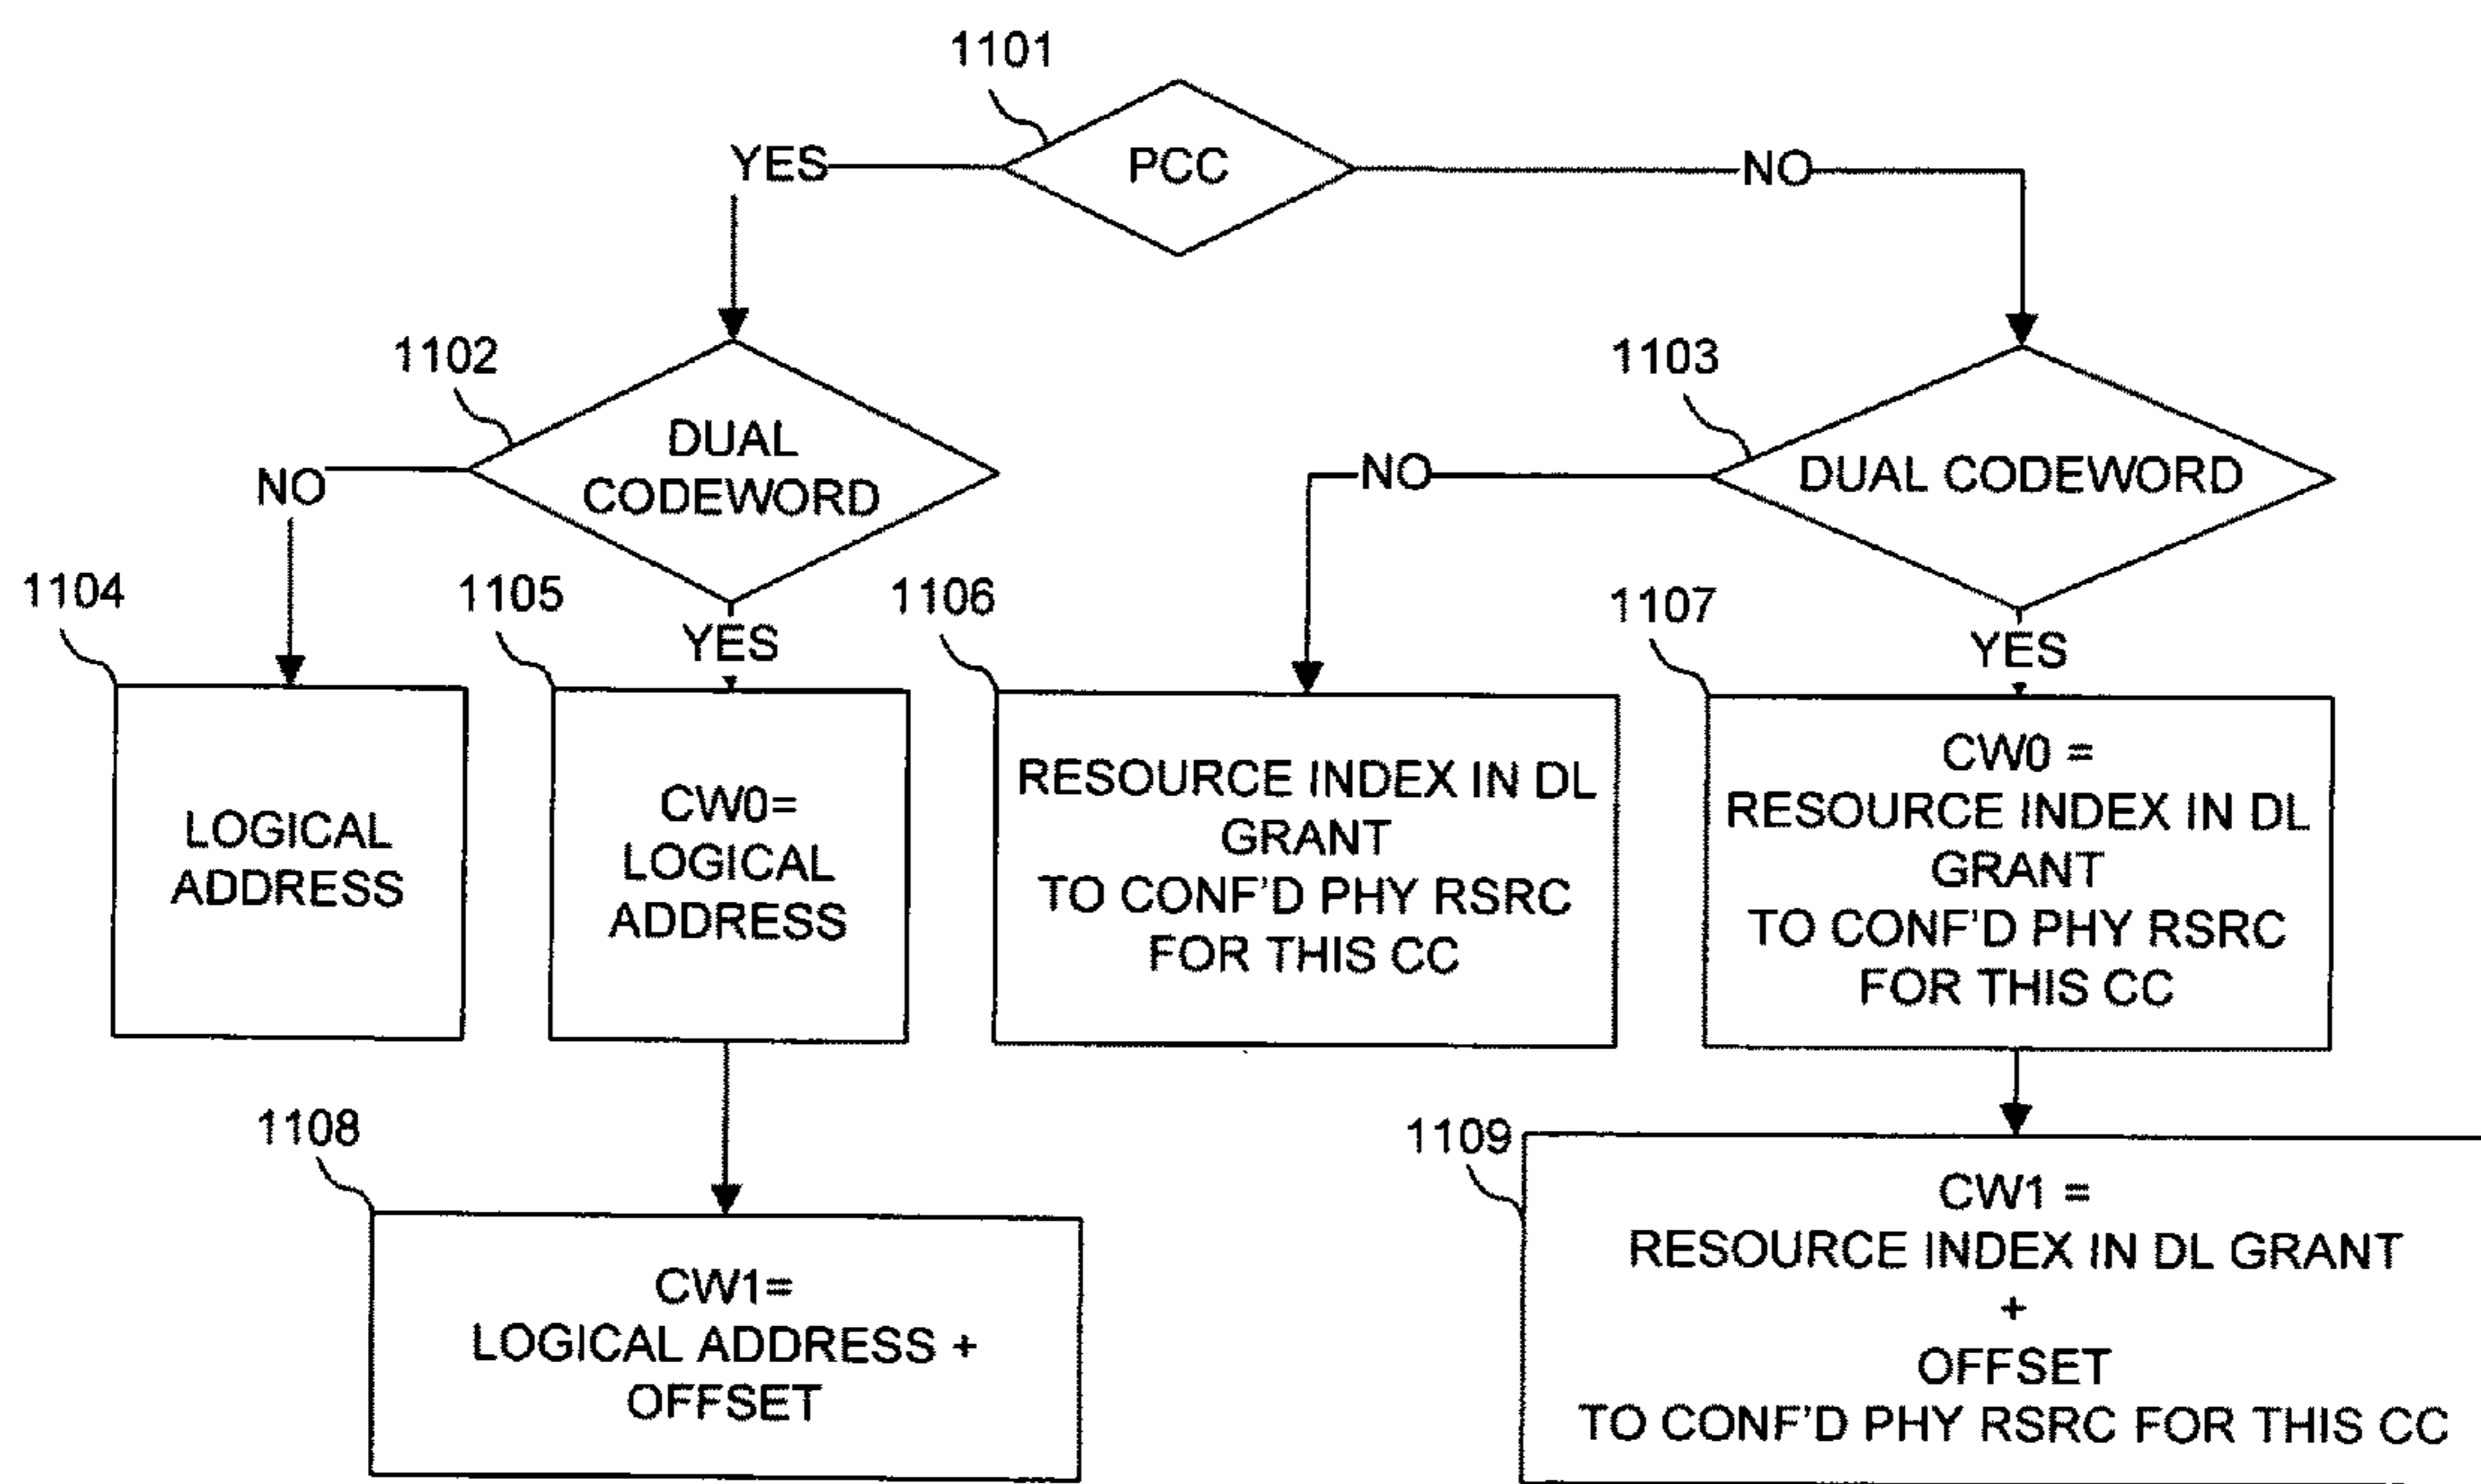 1101
PCC
YES
NO
1102
DUAL
CODEWORD
NO
YES
1103
DUAL CODEWORD
NO
YES
1104
LOGICAL
ADDRESS
1105
CW0=
LOGICAL
ADDRESS
1106
RESOURCE INDEX IN DL
GRANT
TO CONF'D PHY RSRC
FOR THIS CC
1107
CW0 =
RESOURCE INDEX IN DL
GRANT
TO CONF'D PHY RSRC
FOR THIS CC
1108
CW1=
LOGICAL ADDRESS +
OFFSET
1109
CW1 =
RESOURCE INDEX IN DL GRANT
+
OFFSET
TO CONF'D PHY RSRC FOR THIS CC